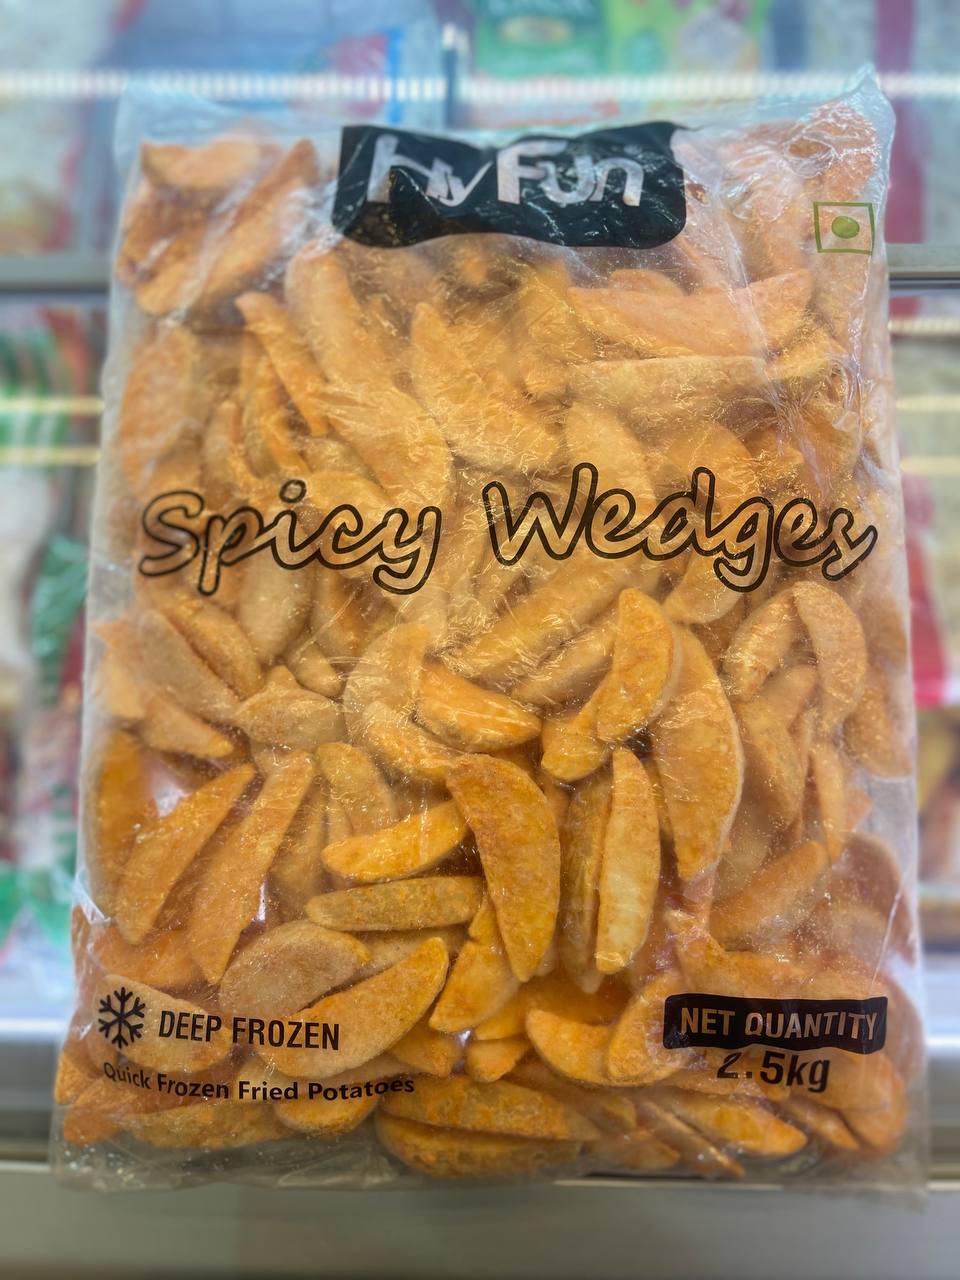 HyFun®
Spicy Wedges
DEEP FROZEN
Quick Frozen Fried Potatoes
NET QUANTITY
2.5kg